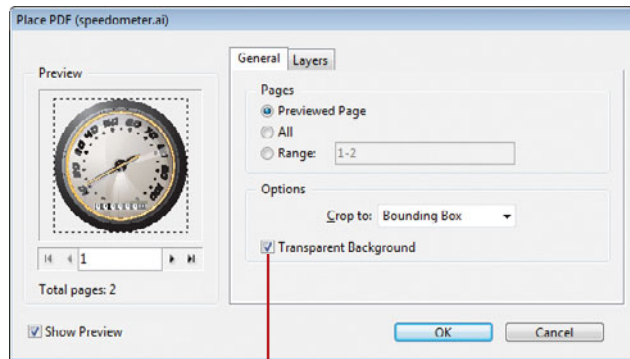 Place PDF (speedometer.ai)
Preview
1
Total pages: 2
Show Preview
General
Layers
Pages
Previewed Page
All
Range: 1-2
Options
Crop to: Bounding Box
Transparent Background
OK
Cancel